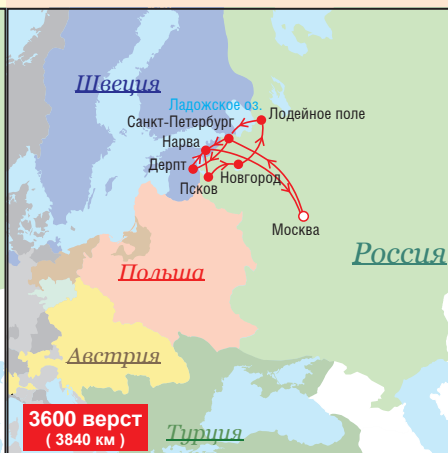 Швеция
Ладожское оз.
Лодейное поле
Санкт-Петербург
Нарва
Дерпт
Новгород
Псков
Москва
Россия
Польша
Австрия
3600 верст
( 3840 км )
Турция